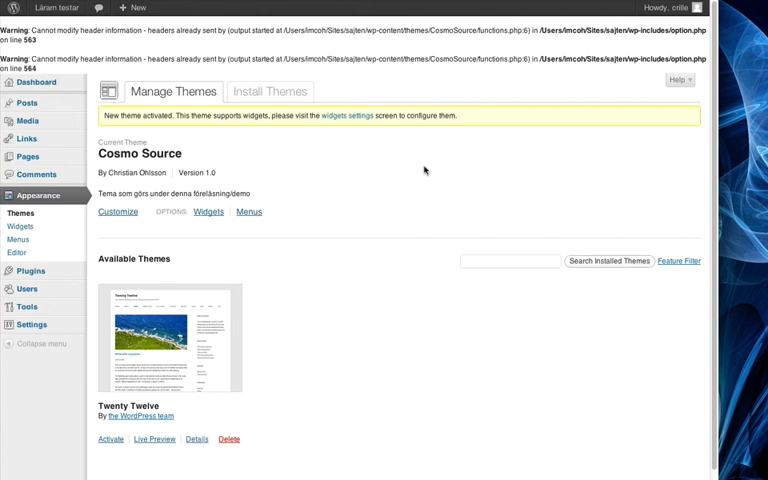 Läram testar + New Howdy, crille
Warning: Cannot modify header information - headers already sent by (output started at /Users/lmcoh/Sites/sajten/wp-content/themes/CosmoSource/functions.php:6) in /Users/lmcoh/Sites/sajten/wp-includes/option.php
on line 563
Warning: Cannot modify header information - headers already sent by (output started at /Users/lmcoh/Sites/sajten/wp-content/themes/CosmoSource/functions.php:6) in /Users/lmcoh/Sites/sajten/wp-includes/option.php
on line 564
Dashboard
Posts
Media
Links
Pages
Comments
Appearance
Themes
Widgets
Menus
Editor
Plugins
Users
Tools
Settings
Collapse menu
Help
Manage Themes Install Themes
New theme activated. This theme supports widgets, please visit the widgets settings screen to configure them.
Current Theme
Cosmo Source
By Christian Ohlsson Version 1.0
Tema som görs under denna föreläsning/demo
Customize OPTIONS: Widgets Menus
Available Themes Search Installed Themes Feature Filter
Twenty Twelve
Twenty Twelve
By the WordPress team
Activate Live Preview Details Delete